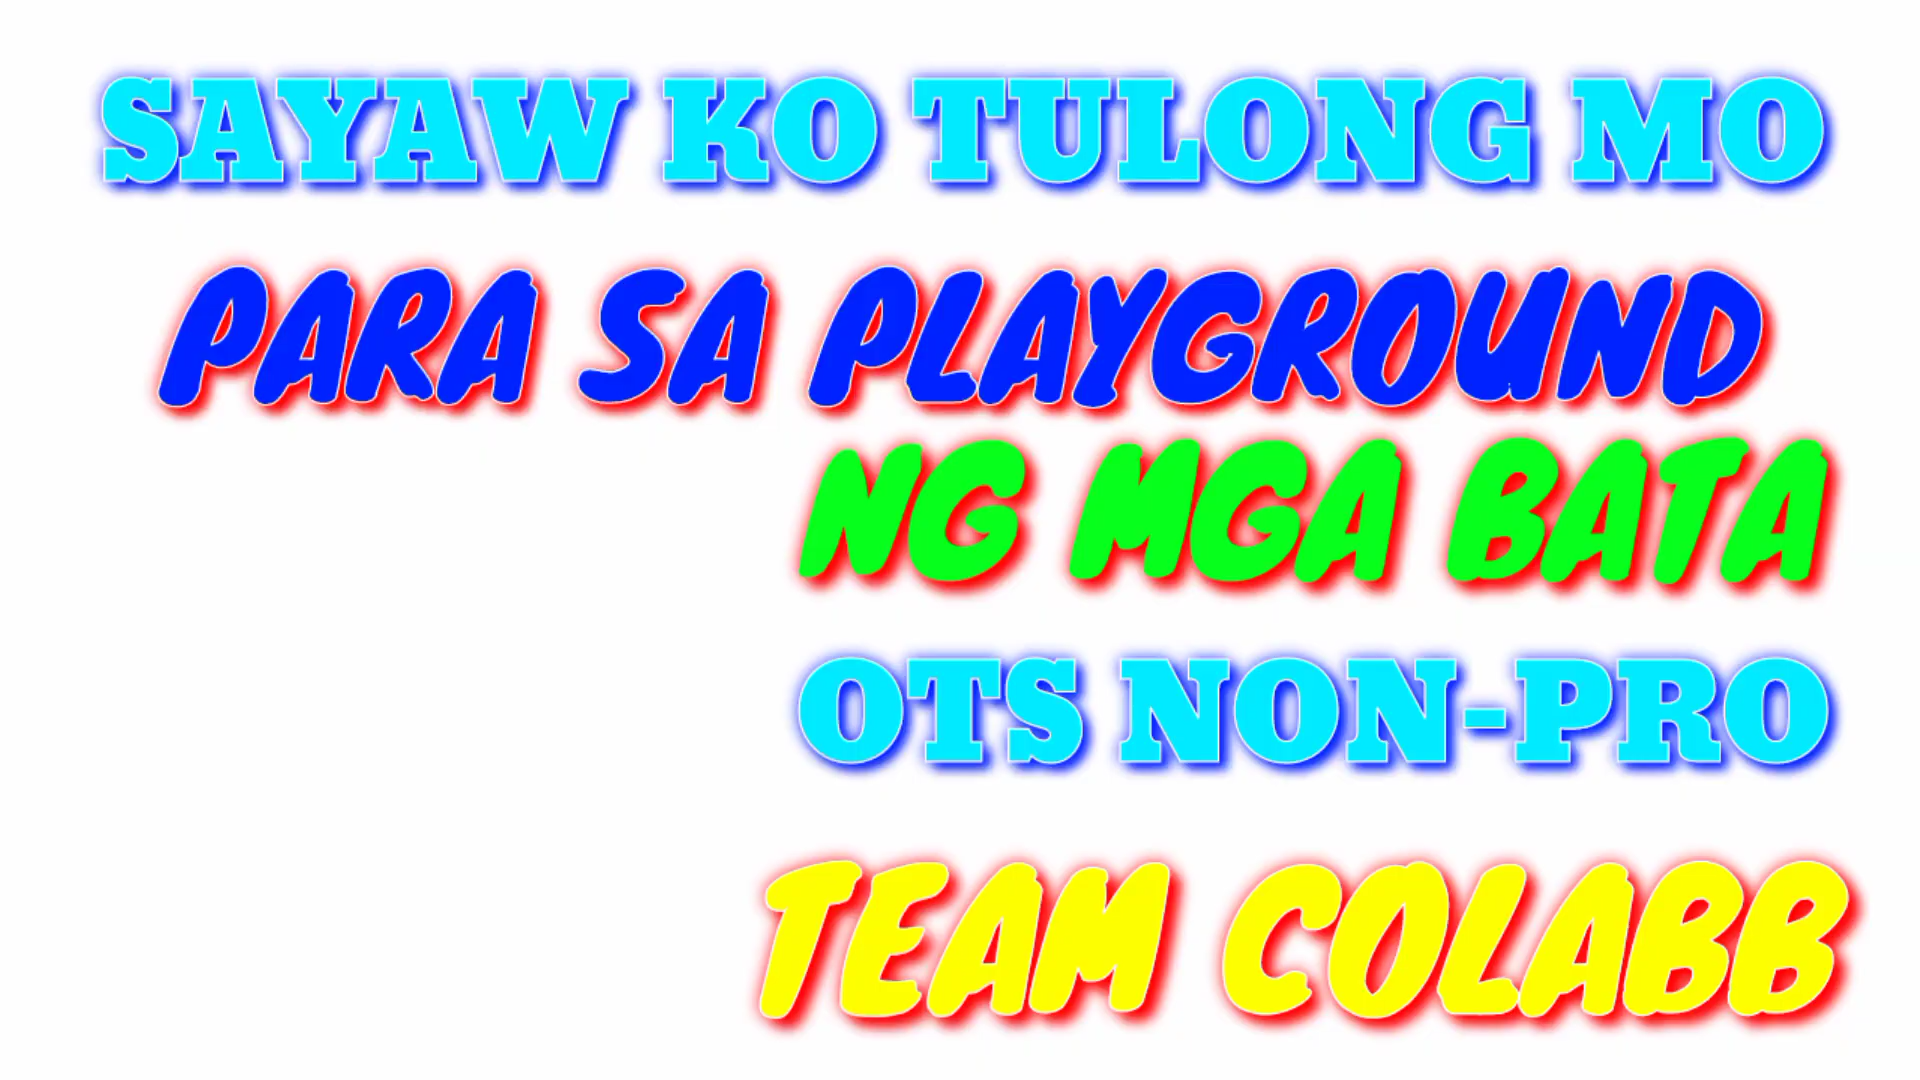 SAYAW KO TULONG MO
PARA SA PLAYGROUND
NG MGA BATA
OTS NON-PRO
TEAM COLABB